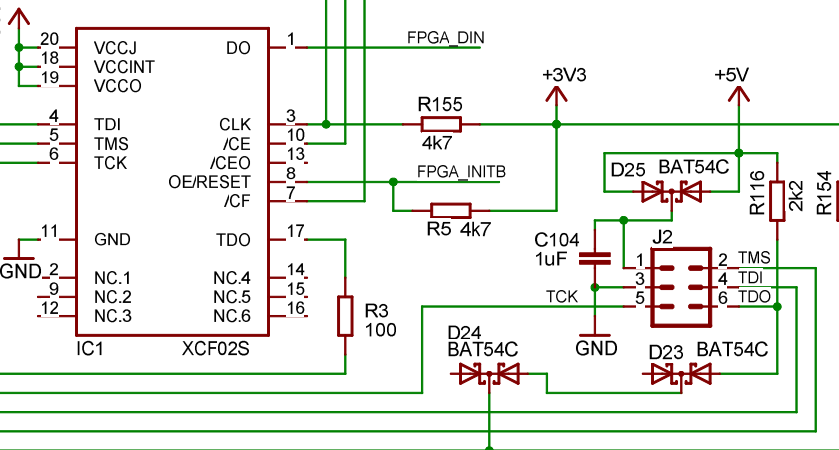 20 VCCJ DO 1 FPGA_DIN
18 VCCINT
19 VCCO
+3V3 +5V
4 TDI CLK 3 R155 4k7
5 TMS /CE 10
6 TCK /CEO 13
OE/RESET 8 FPGA_INITB
/CF 7 R5 4k7
D25 BAT54C R116 2k2 R154
11 GND TDO 17
GND
C104 1uF J2
2 NC.1 NC.4 14
9 NC.2 NC.5 15
12 NC.3 NC.6 16
R3 100
1 2 TMS
3 4 TDI
TCK 5 6 TDO
GND
IC1 XCF02S
D24 BAT54C
D23 BAT54C